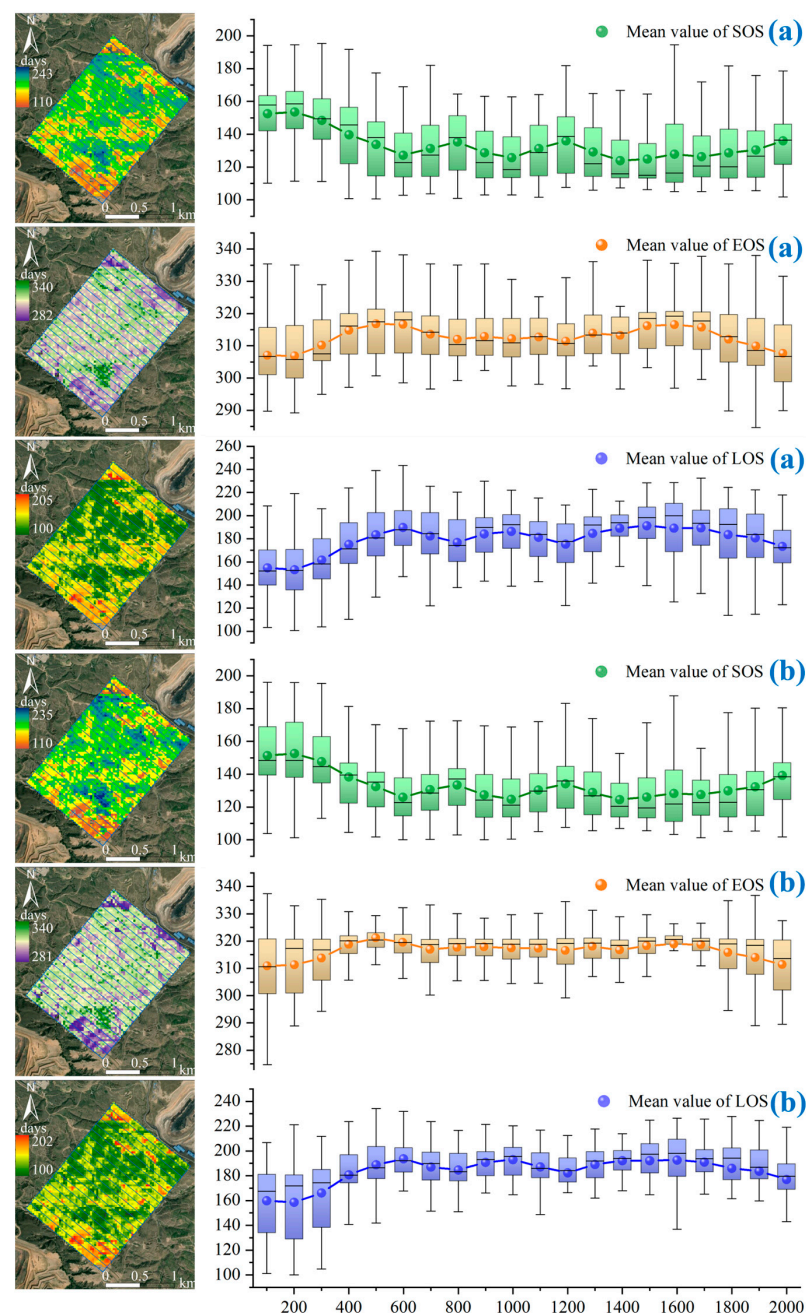 N
days
243
110
0 0.5 1
km
Mean value of SOS (a)
200
180
160
140
120
100
N
days
340
282
0 0.5 1
km
Mean value of EOS (a)
340
330
320
310
300
290
N
days
205
100
0 0.5 1
km
Mean value of LOS (a)
260
240
220
200
180
160
140
120
100
N
days
235
110
0 0.5 1
km
Mean value of SOS (b)
200
180
160
140
120
100
N
days
340
281
0 0.5 1
km
Mean value of EOS (b)
340
330
320
310
300
290
280
N
days
202
100
0 0.5 1
km
Mean value of LOS (b)
240
220
200
180
160
140
120
100
200 400 600 800 1000 1200 1400 1600 1800 2000